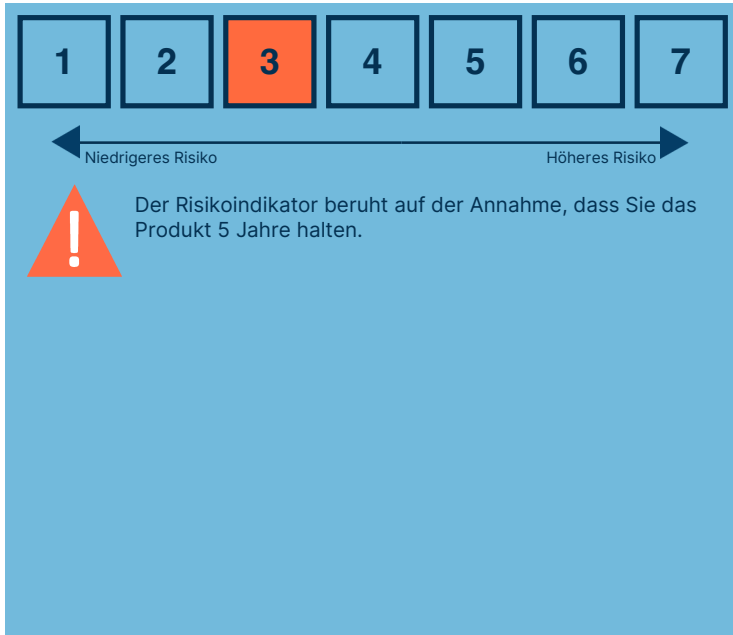 1 2 3 4 5 6 7
Niedrigeres Risiko Höheres Risiko
Der Risikoindikator beruht auf der Annahme, dass Sie das
Produkt 5 Jahre halten.